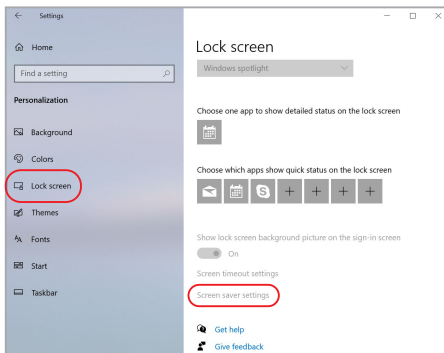 Settings
Home
Find a setting
Personalization
Background
Colors
Lock screen
Themes
Fonts
Start
Taskbar
Lock screen
Windows spotlight
Choose one app to show detailed status on the lock screen
Choose which apps show quick status on the lock screen
Show lock screen background picture on the sign-in screen
On
Screen timeout settings
Screen saver settings
Get help
Give feedback